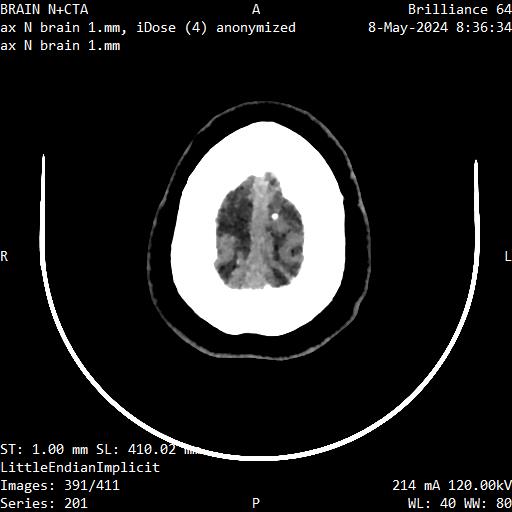 BRAIN N+CTA A Brilliance 64
ax N brain 1.mm, iDose (4) anonymized 8-May-2024 8:36:34
ax N brain 1.mm
R L
ST: 1.00 mm SL: 410.02 mm
LittleEndianImplicit
Images: 391/411 214 mA 120.00kV
Series: 201 P WL: 40 WW: 80